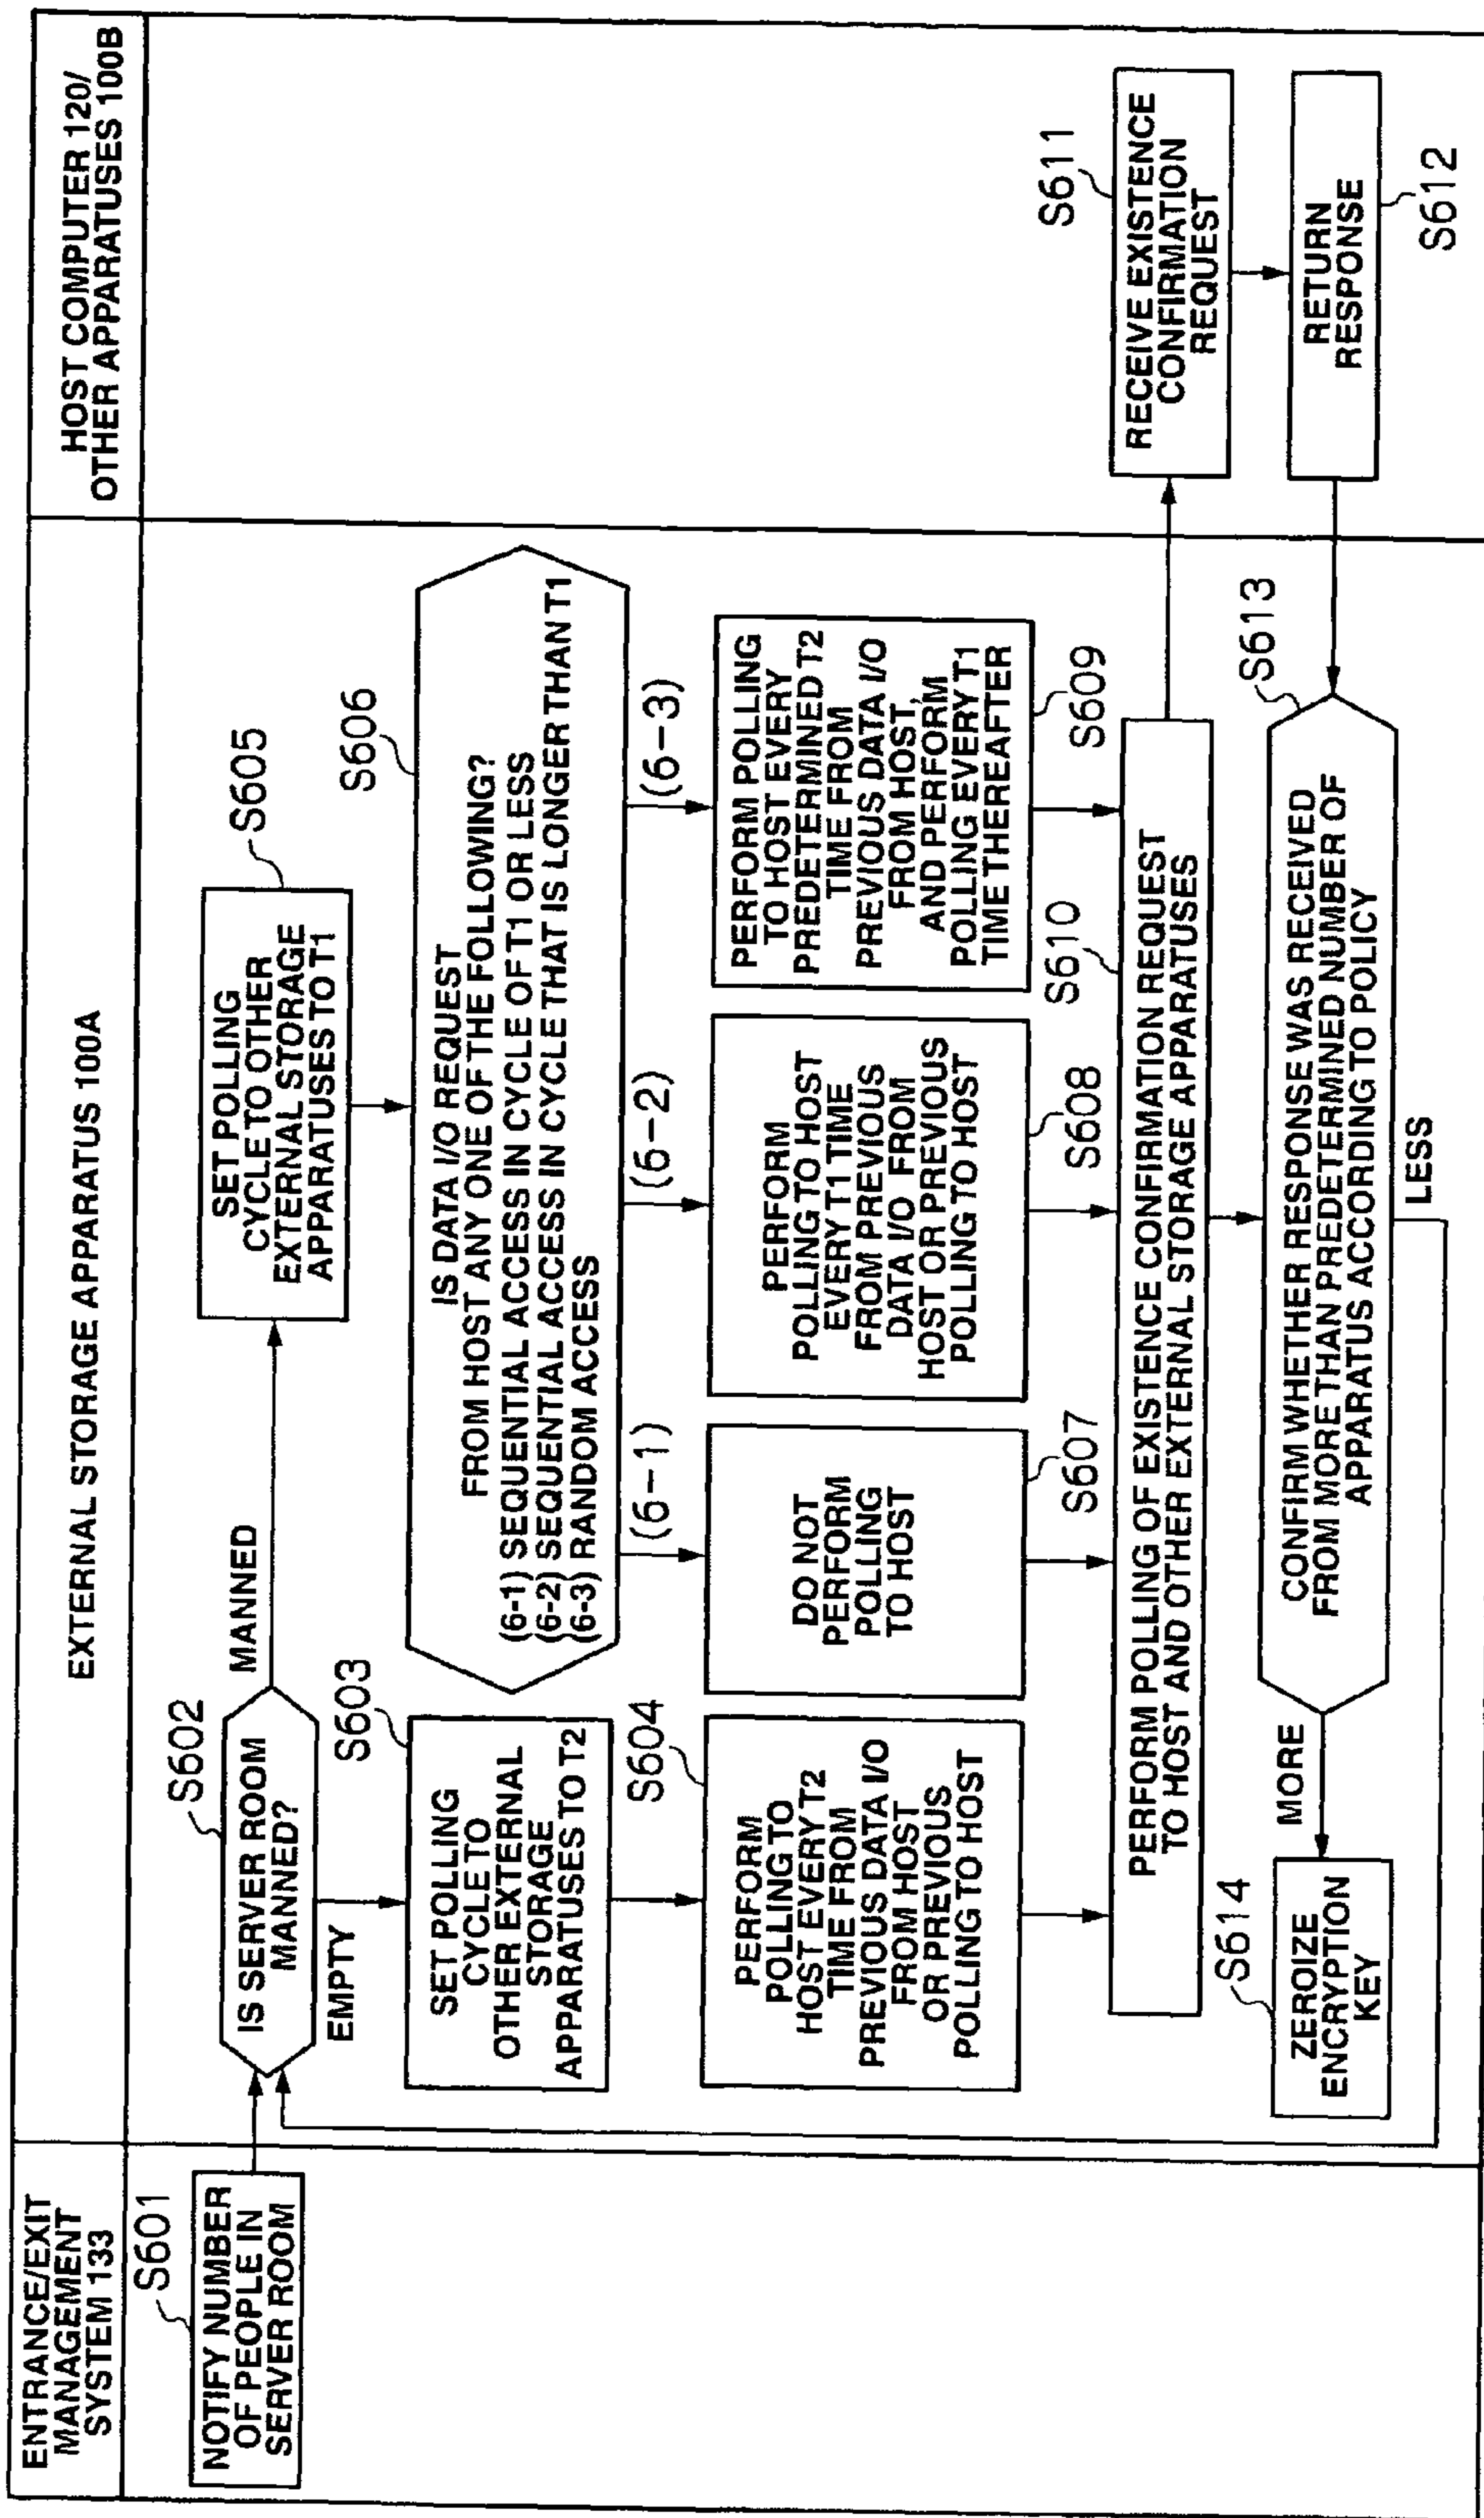 ENTRANCE/EXIT
MANAGEMENT
SYSTEM 133
EXTERNAL STORAGE APPARATUS 100A
HOST COMPUTER 120/
OTHER APPARATUSES 100B
S601
NOTIFY NUMBER
OF PEOPLE IN
SERVER ROOM
S602
IS SERVER ROOM
MANNED?
MANNED
EMPTY
S603
SET POLLING
CYCLE TO
OTHER EXTERNAL
STORAGE
APPARATUSES TO T2
S604
PERFORM
POLLING TO
HOST EVERY T2
TIME FROM
PREVIOUS DATA I/O
FROM HOST
OR PREVIOUS
POLLING TO HOST
S605
SET POLLING
CYCLE TO OTHER
EXTERNAL STORAGE
APPARATUSES TO T1
S606
IS DATA I/O REQUEST
FROM HOST ANY ONE OF THE FOLLOWING?
(6-1) SEQUENTIAL ACCESS IN CYCLE OF T1 OR LESS
(6-2) SEQUENTIAL ACCESS IN CYCLE THAT IS LONGER THAN T1
(6-3) RANDOM ACCESS
(6-1)
(6-2)
(6-3)
DO NOT
PERFORM
POLLING
TO HOST
S607
PERFORM
POLLING TO HOST
EVERY T1 TIME
FROM PREVIOUS
DATA I/O FROM
HOST OR PREVIOUS
POLLING TO HOST
S608
PERFORM POLLING
TO HOST EVERY
PREDETERMINED T2
TIME FROM
PREVIOUS DATA I/O
FROM HOST,
AND PERFORM
POLLING EVERY T1
TIME THEREAFTER
S609
S610
PERFORM POLLING OF EXISTENCE CONFIRMATION REQUEST
TO HOST AND OTHER EXTERNAL STORAGE APPARATUSES
S611
RECEIVE EXISTENCE
CONFIRMATION
REQUEST
RETURN
RESPONSE
S612
S613
CONFIRM WHETHER RESPONSE WAS RECEIVED
FROM MORE THAN PREDETERMINED NUMBER OF
APPARATUS ACCORDING TO POLICY
MORE
LESS
S614
ZEROIZE
ENCRYPTION
KEY